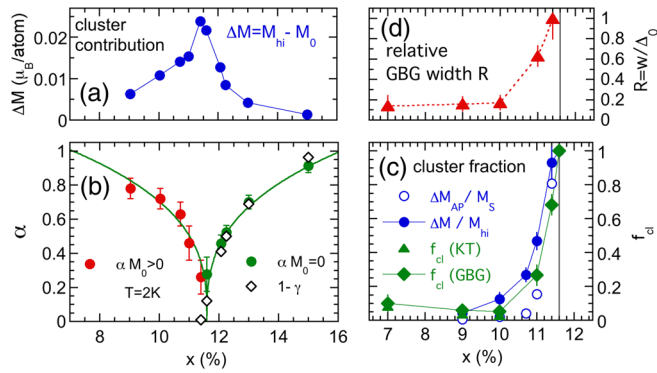 cluster
contribution
ΔM=M_hi - M_0
(a)
ΔM (μ_B/atom)
0.02
0.01
0.00
(d)
relative
GBG width R
R=w/Δ_0
1
0.8
0.6
0.4
0.2
0
(b)
α
1
0.8
0.6
0.4
0.2
0
α M_0>0
T=2K
α M_0=0
1-γ
8 10 12 14 16
x (%)
(c) cluster fraction
ΔM_AP / M_S
ΔM / M_hi
f_cl (KT)
f_cl (GBG)
f_cl
1
0.8
0.6
0.4
0.2
0
7 8 9 10 11
x (%)